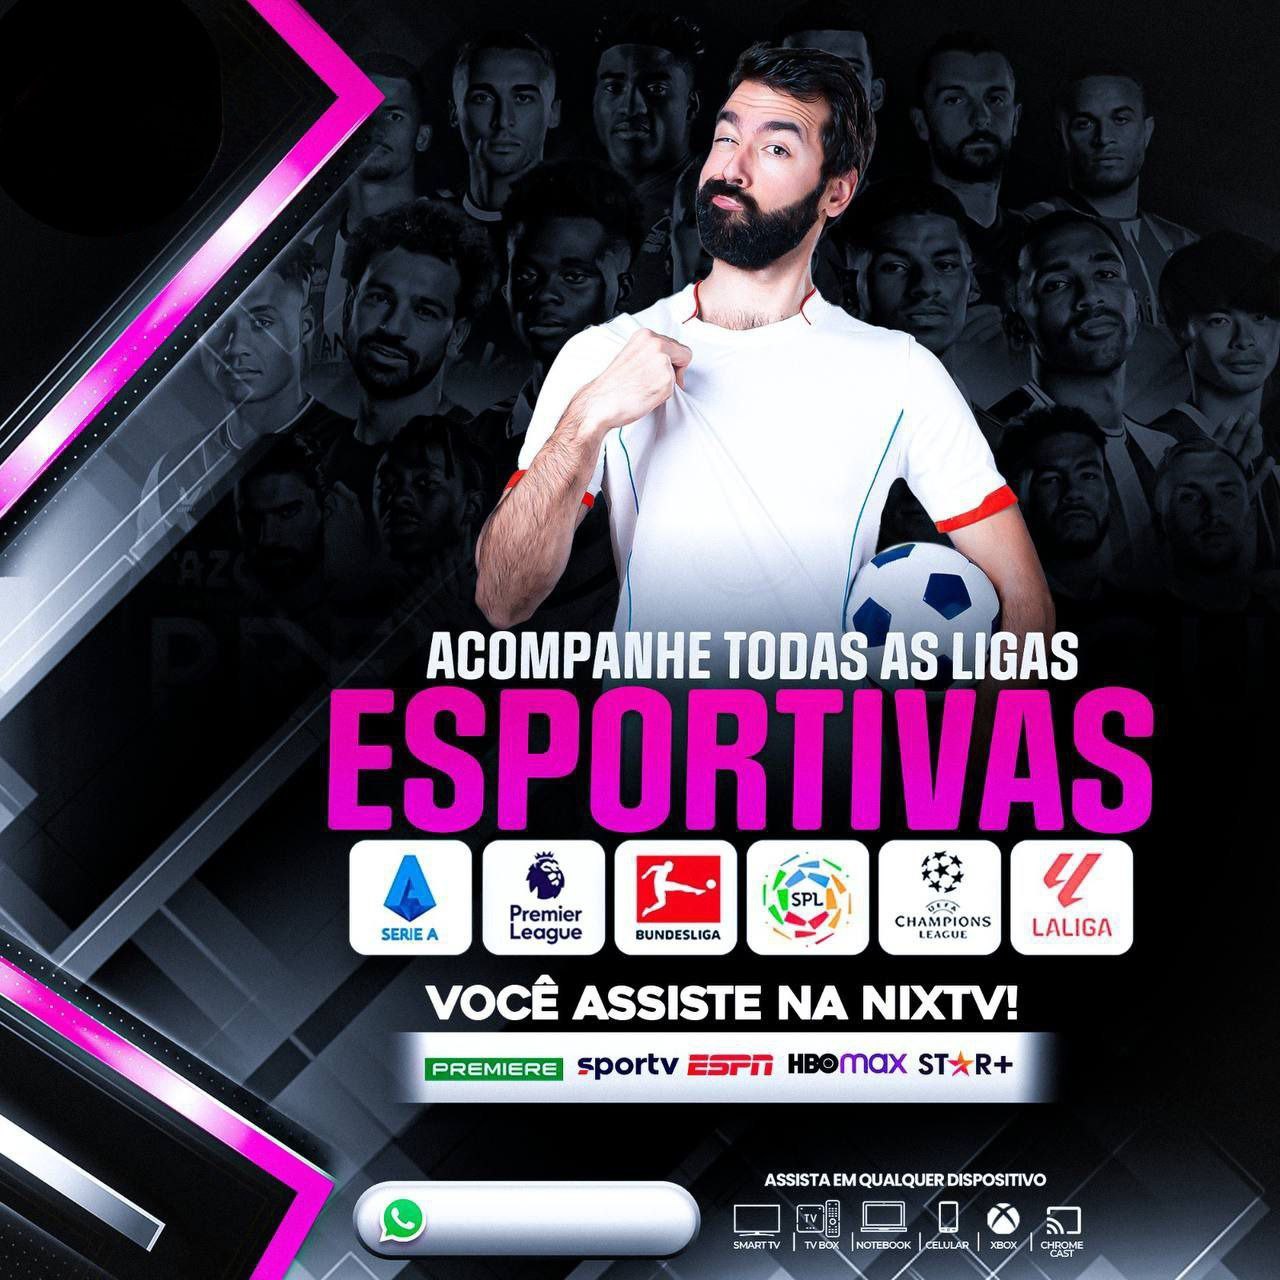 ACOMPANHE TODAS AS LIGAS
ESPORTIVAS
SERIE A
Premier
League
BUNDESLIGA
SPL
UEFA
CHAMPIONS
LEAGUE
LALIGA
VOCÊ ASSISTE NA NIXTV!
PREMIERE sportv ESPN HBOmax ST★R+
ASSISTA EM QUALQUER DISPOSITIVO
TV
SMART TV | TV BOX | NOTEBOOK | CELULAR | XBOX | CHROME
CAST